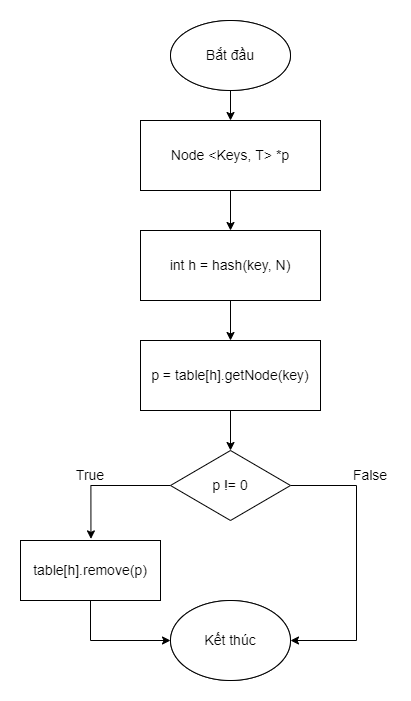 Bắt đầu
Node <Keys, T> *p
int h = hash(key, N)
p = table[h].getNode(key)
p != 0
True
False
table[h].remove(p)
Kết thúc